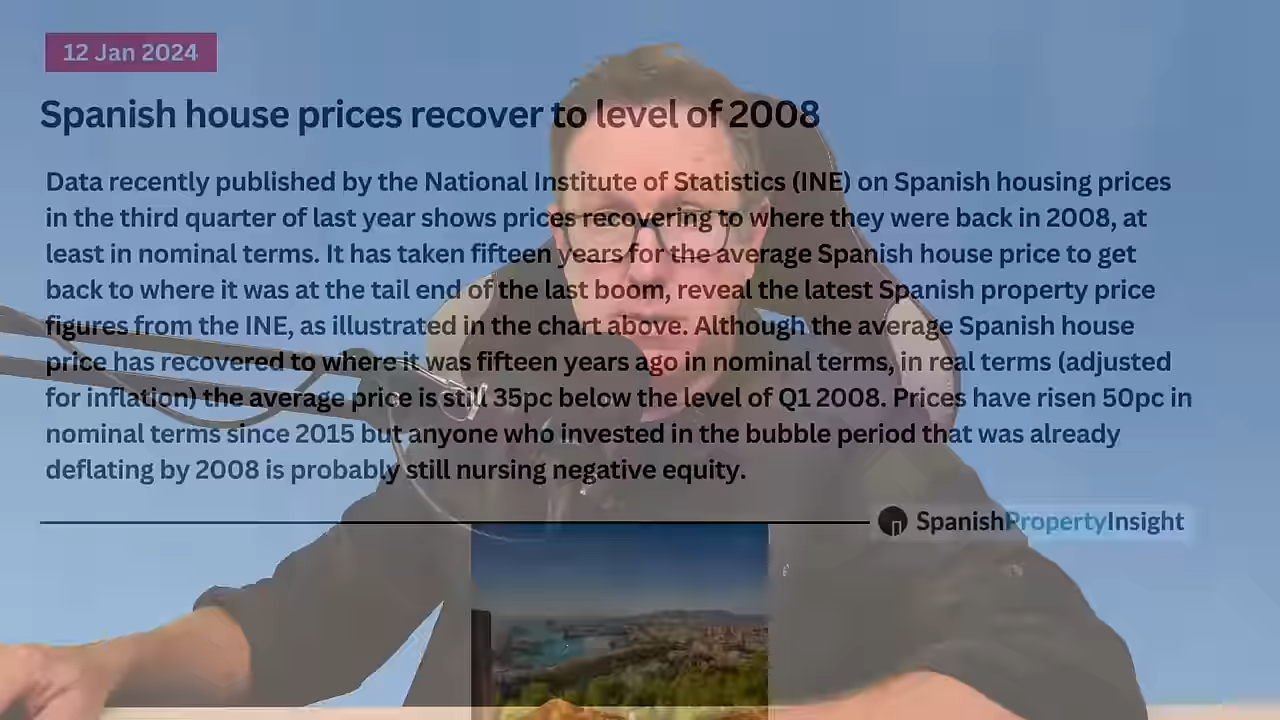 12 Jan 2024
Spanish house prices recover to level of 2008
Data recently published by the National Institute of Statistics (INE) on Spanish housing prices
in the third quarter of last year shows prices recovering to where they were back in 2008, at
least in nominal terms. It has taken fifteen years for the average Spanish house price to get
back to where it was at the tail end of the last boom, reveal the latest Spanish property price
figures from the INE, as illustrated in the chart above. Although the average Spanish house
price has recovered to where it was fifteen years ago in nominal terms, in real terms (adjusted
for inflation) the average price is still 35pc below the level of Q1 2008. Prices have risen 50pc in
nominal terms since 2015 but anyone who invested in the bubble period that was already
deflating by 2008 is probably still nursing negative equity.
SpanishPropertyInsight